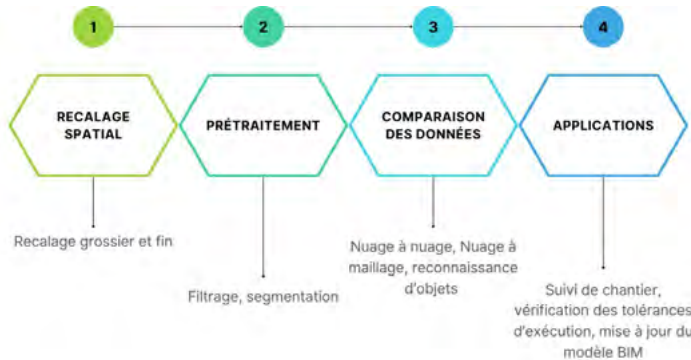 1
2
3
4
RECALAGE
SPATIAL
PRÉTRAITEMENT
COMPARAISON
DES DONNÉES
APPLICATIONS
Recalage grossier et fin
Filtrage, segmentation
Nuage à nuage, Nuage à
maillage, reconnaissance
d'objets
Suivi de chantier,
vérification des tolérances
d'exécution, mise à jour du
modèle BIM